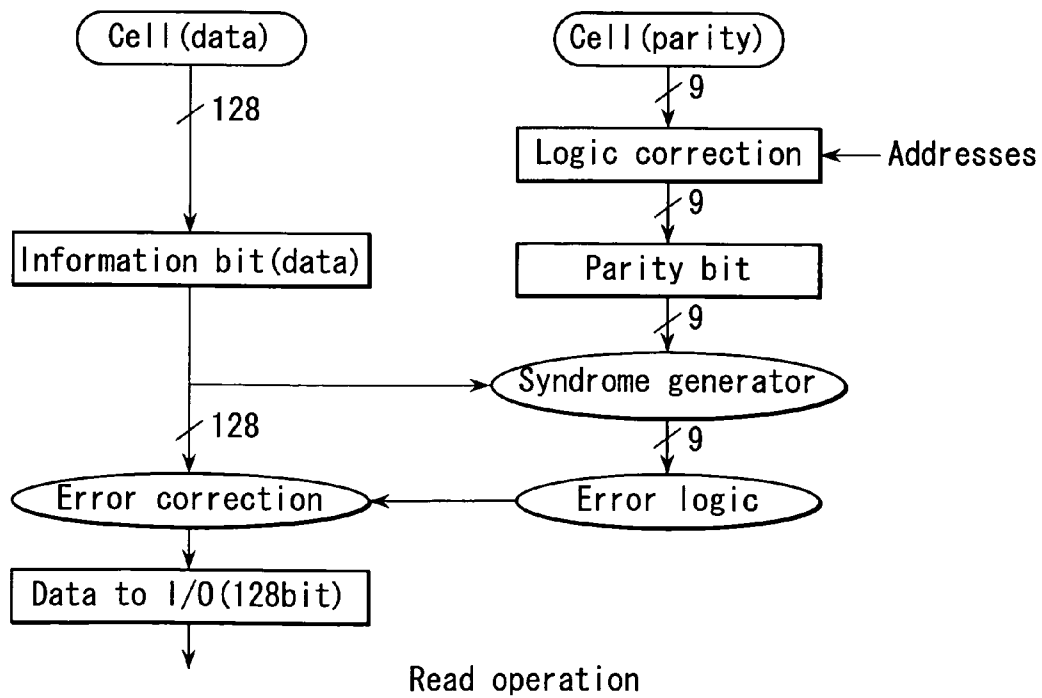 Cell(data)
Cell(parity)
128
9
Logic correction
Addresses
9
Information bit(data)
Parity bit
9
Syndrome generator
128
9
Error correction
Error logic
Data to I/O(128bit)
Read operation